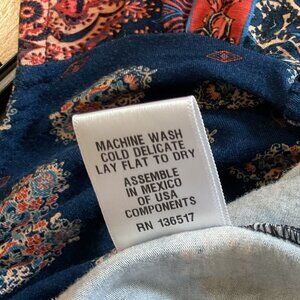 MACHINE WASH
COLD DELICATE
LAY FLAT TO DRY
ASSEMBLE
IN MEXICO
OF USA
COMPONENTS
RN 136517